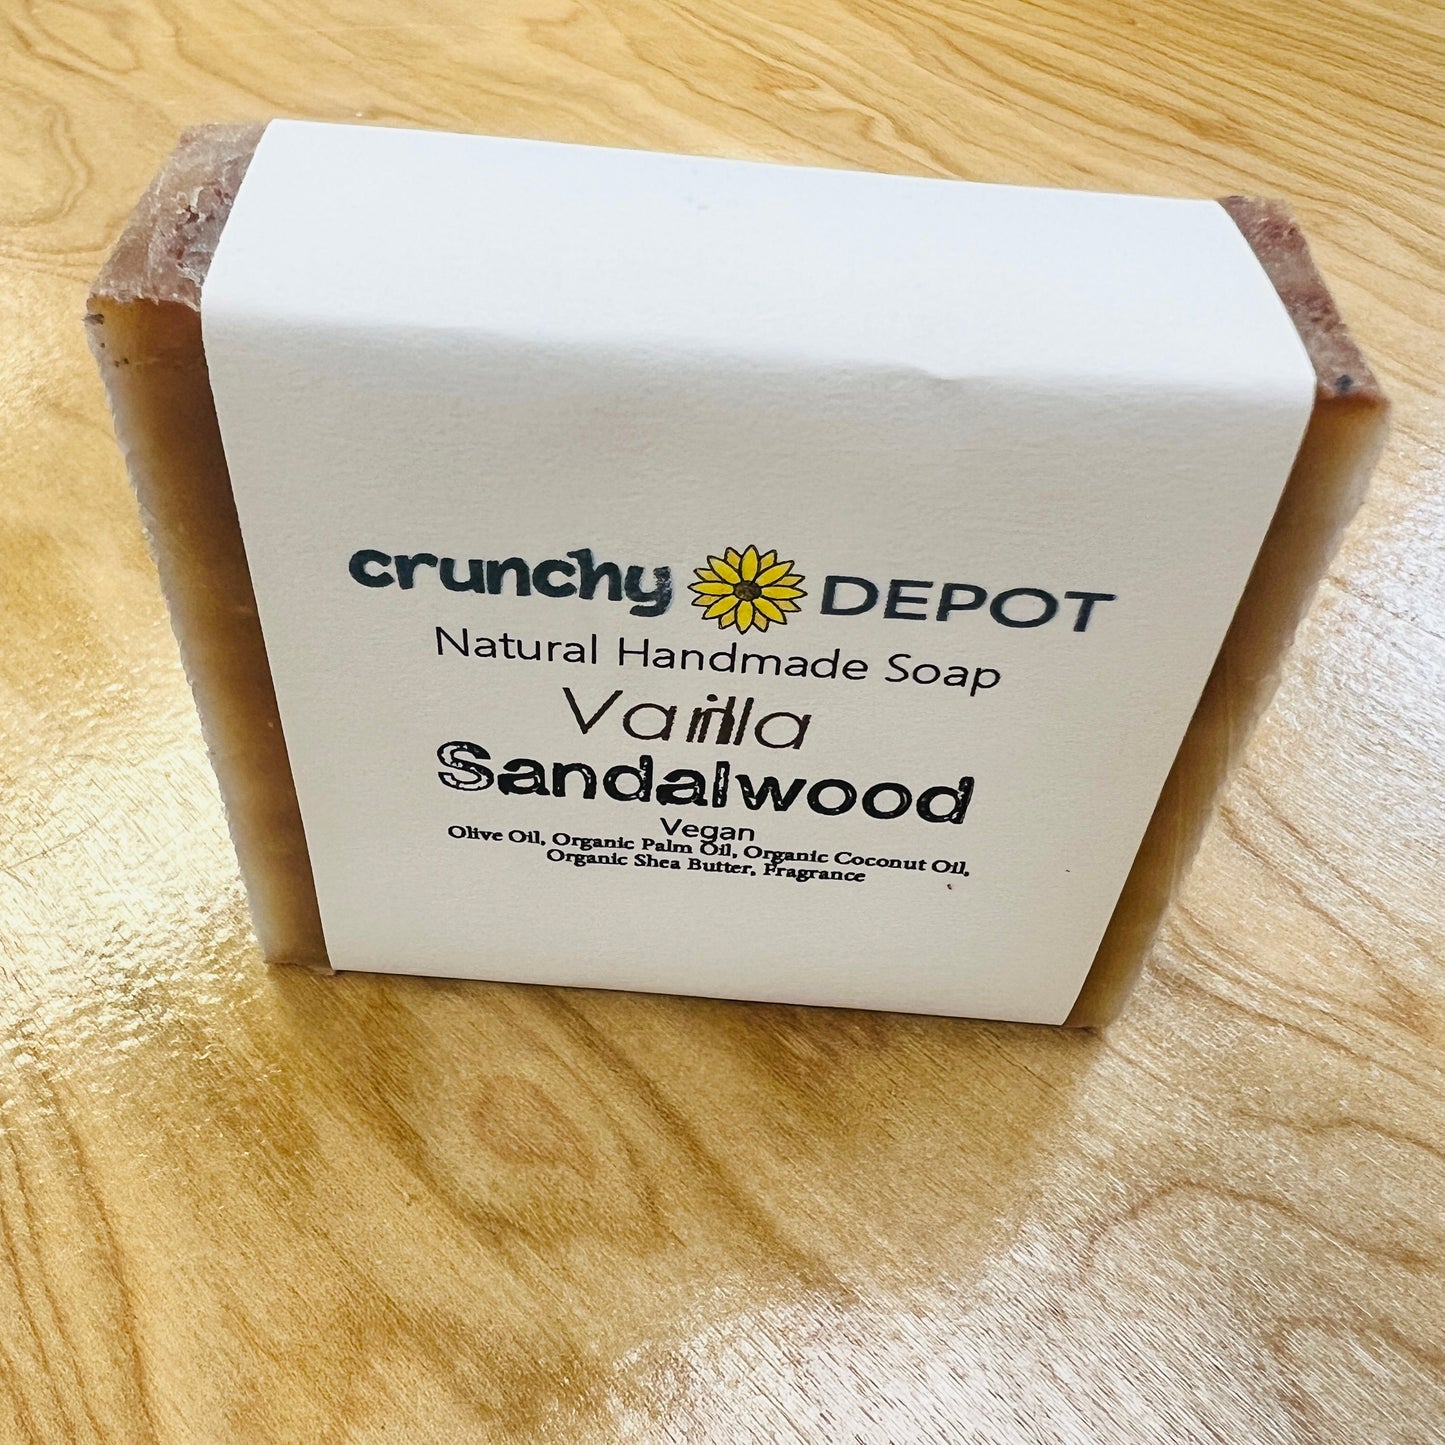 crunchy DEPOT
Natural Handmade Soap
Vanilla
Sandalwood
Vegan
Olive Oil, Organic Palm Oil, Organic Coconut Oil,
Organic Shea Butter, Fragrance